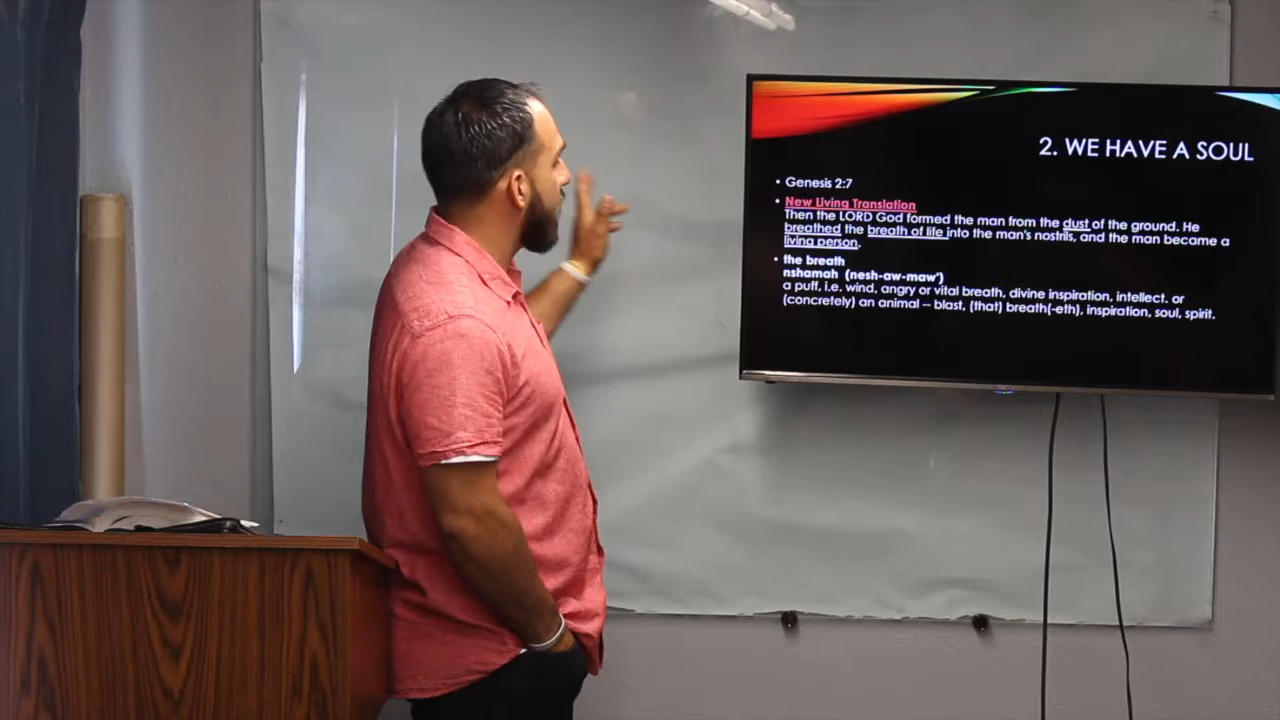 2. WE HAVE A SOUL
• Genesis 2:7
• New Living Translation
Then the LORD God formed the man from the dust of the ground. He
breathed the breath of life into the man's nostrils, and the man became a
living person.
• the breath
nshamah (nesh-aw-maw')
a puff, i.e. wind, angry or vital breath, divine inspiration, intellect. or
(concretely) an animal -- blast, (that) breath(-eth), inspiration, soul, spirit.